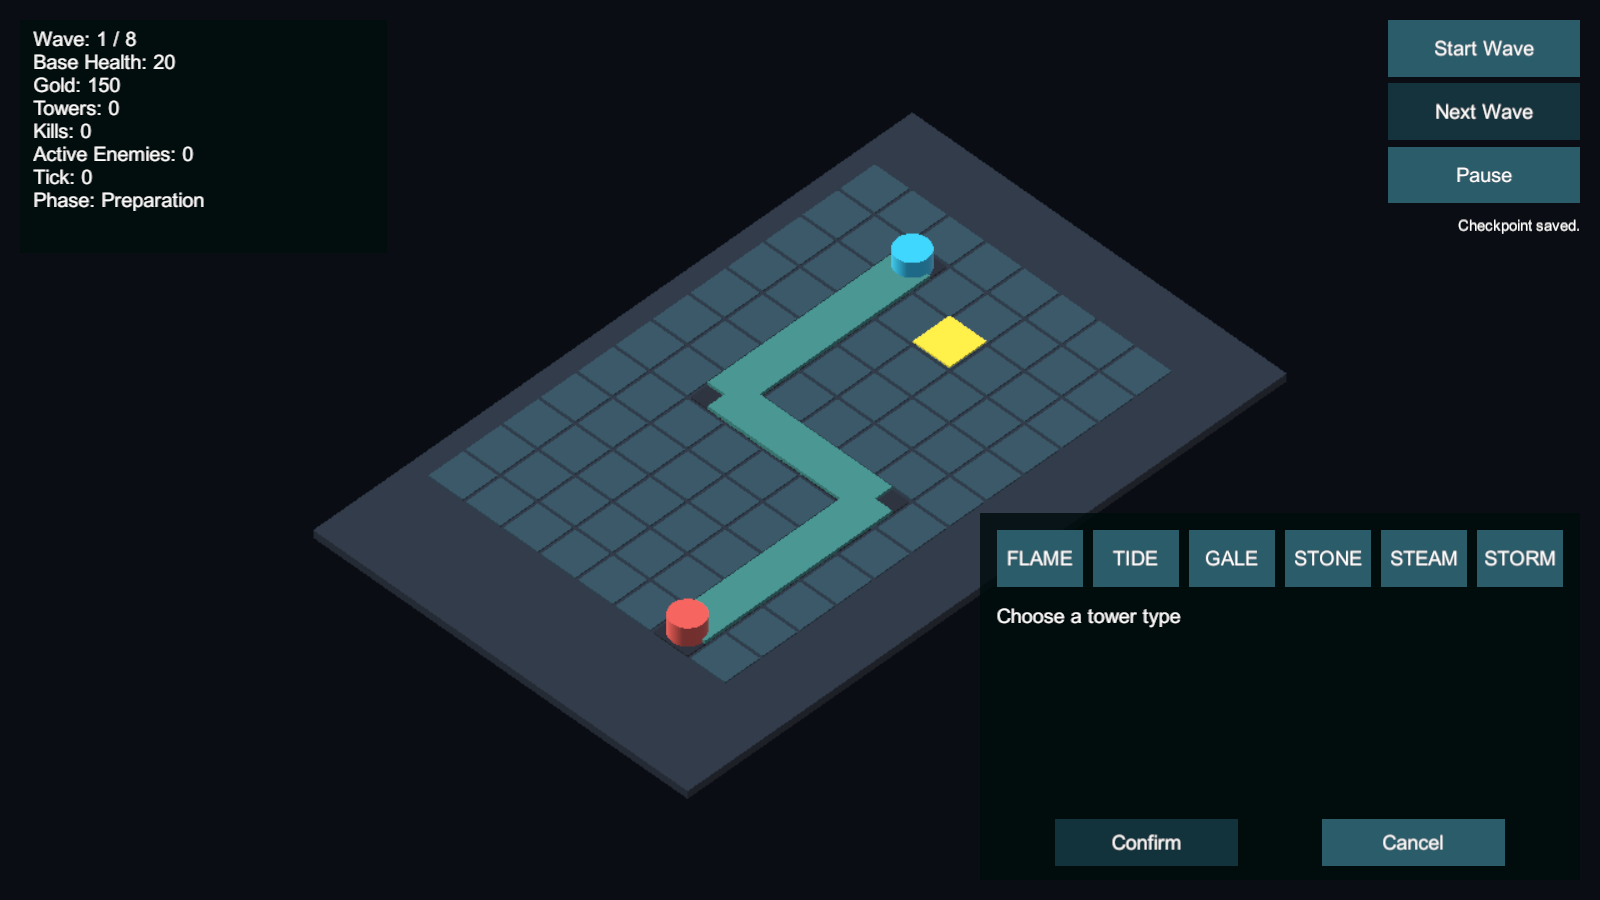 Wave: 1 / 8
Base Health: 20
Gold: 150
Towers: 0
Kills: 0
Active Enemies: 0
Tick: 0
Phase: Preparation
Start Wave
Next Wave
Pause
Checkpoint saved.
FLAME TIDE GALE STONE STEAM STORM
Choose a tower type
Confirm Cancel